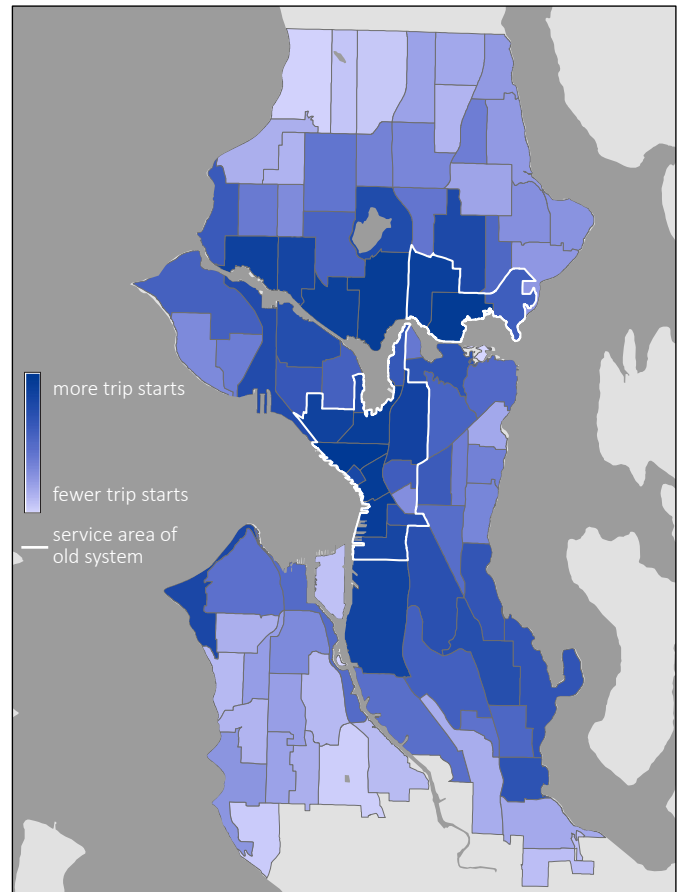 more trip starts
fewer trip starts
service area of
old system